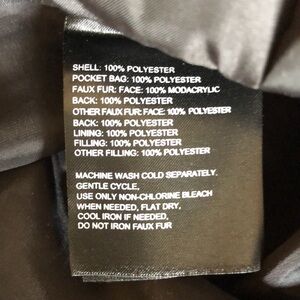 SHELL: 100% POLYESTER
POCKET BAG: 100% POLYESTER
FAUX FUR: FACE: 100% MODACRYLIC
BACK: 100% POLYESTER
OTHER FAUX FUR: FACE: 100% POLYESTER
BACK: 100% POLYESTER
LINING: 100% POLYESTER
FILLING: 100% POLYESTER
OTHER FILLING: 100% POLYESTER
MACHINE WASH COLD SEPARATELY.
GENTLE CYCLE,
USE ONLY NON-CHLORINE BLEACH
WHEN NEEDED, FLAT DRY,
COOL IRON IF NEEDED,
DO NOT IRON FAUX FUR